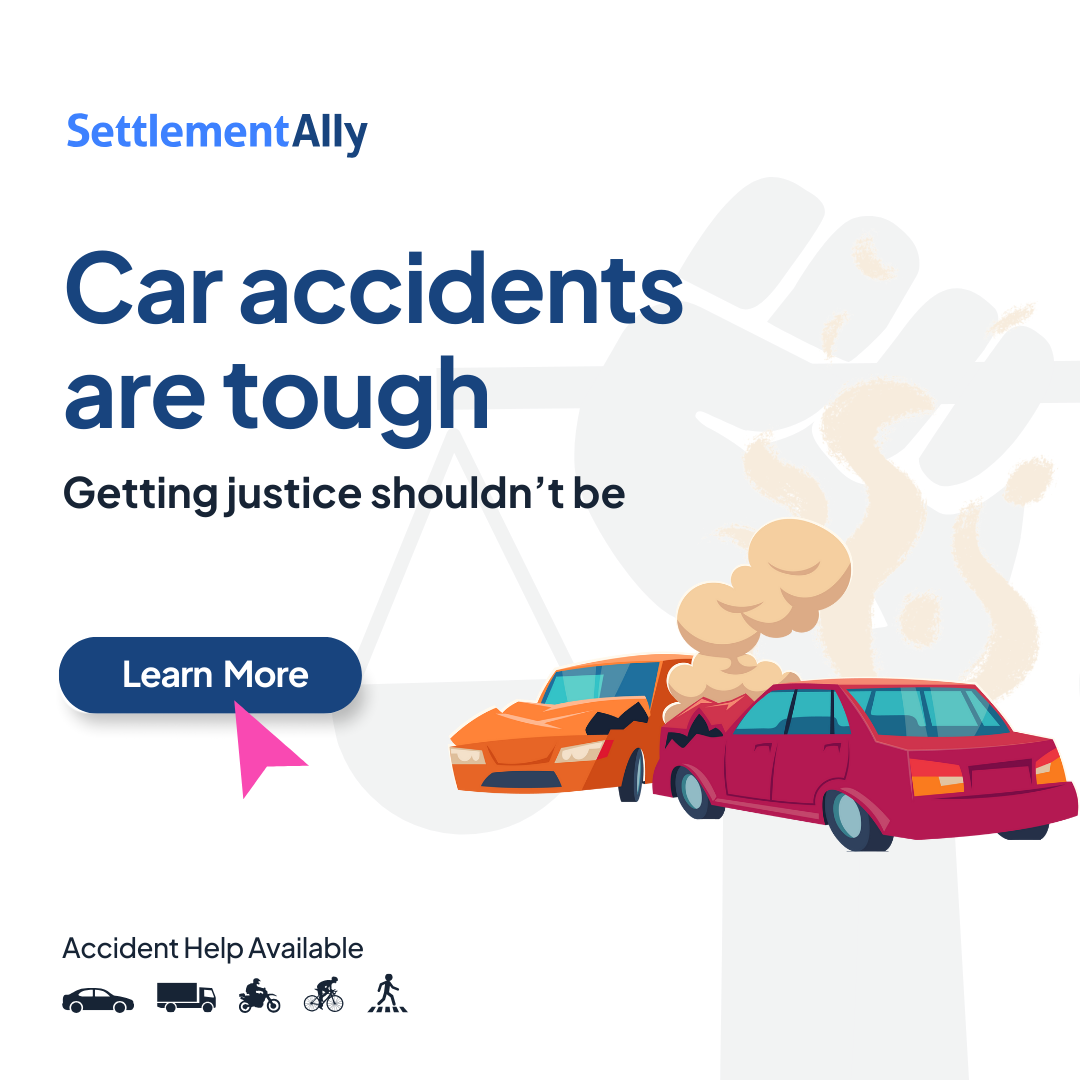 SettlementAlly
Car accidents
are tough
Getting justice shouldn’t be
Learn More
Accident Help Available